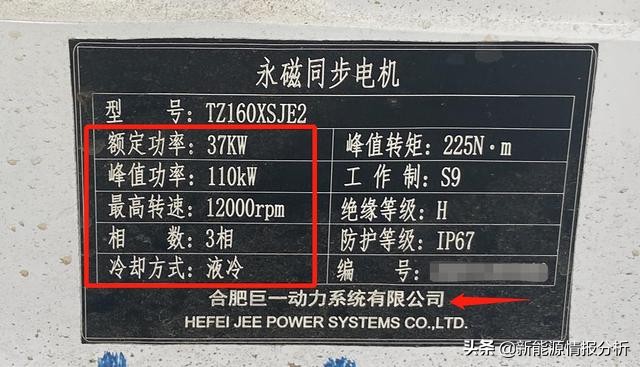 永磁同步电机
型 号：TZ160XSJE2
额定功率：37KW 峰值转矩：225N·m
峰值功率：110kW 工 作 制：S9
最高转速：12000rpm 绝缘等级：H
相 数：3相 防护等级：IP67
冷却方式：液冷 编 号：
合肥巨一动力系统有限公司
HEFEI JEE POWER SYSTEMS CO.,LTD.
头条 @新能源情报分析